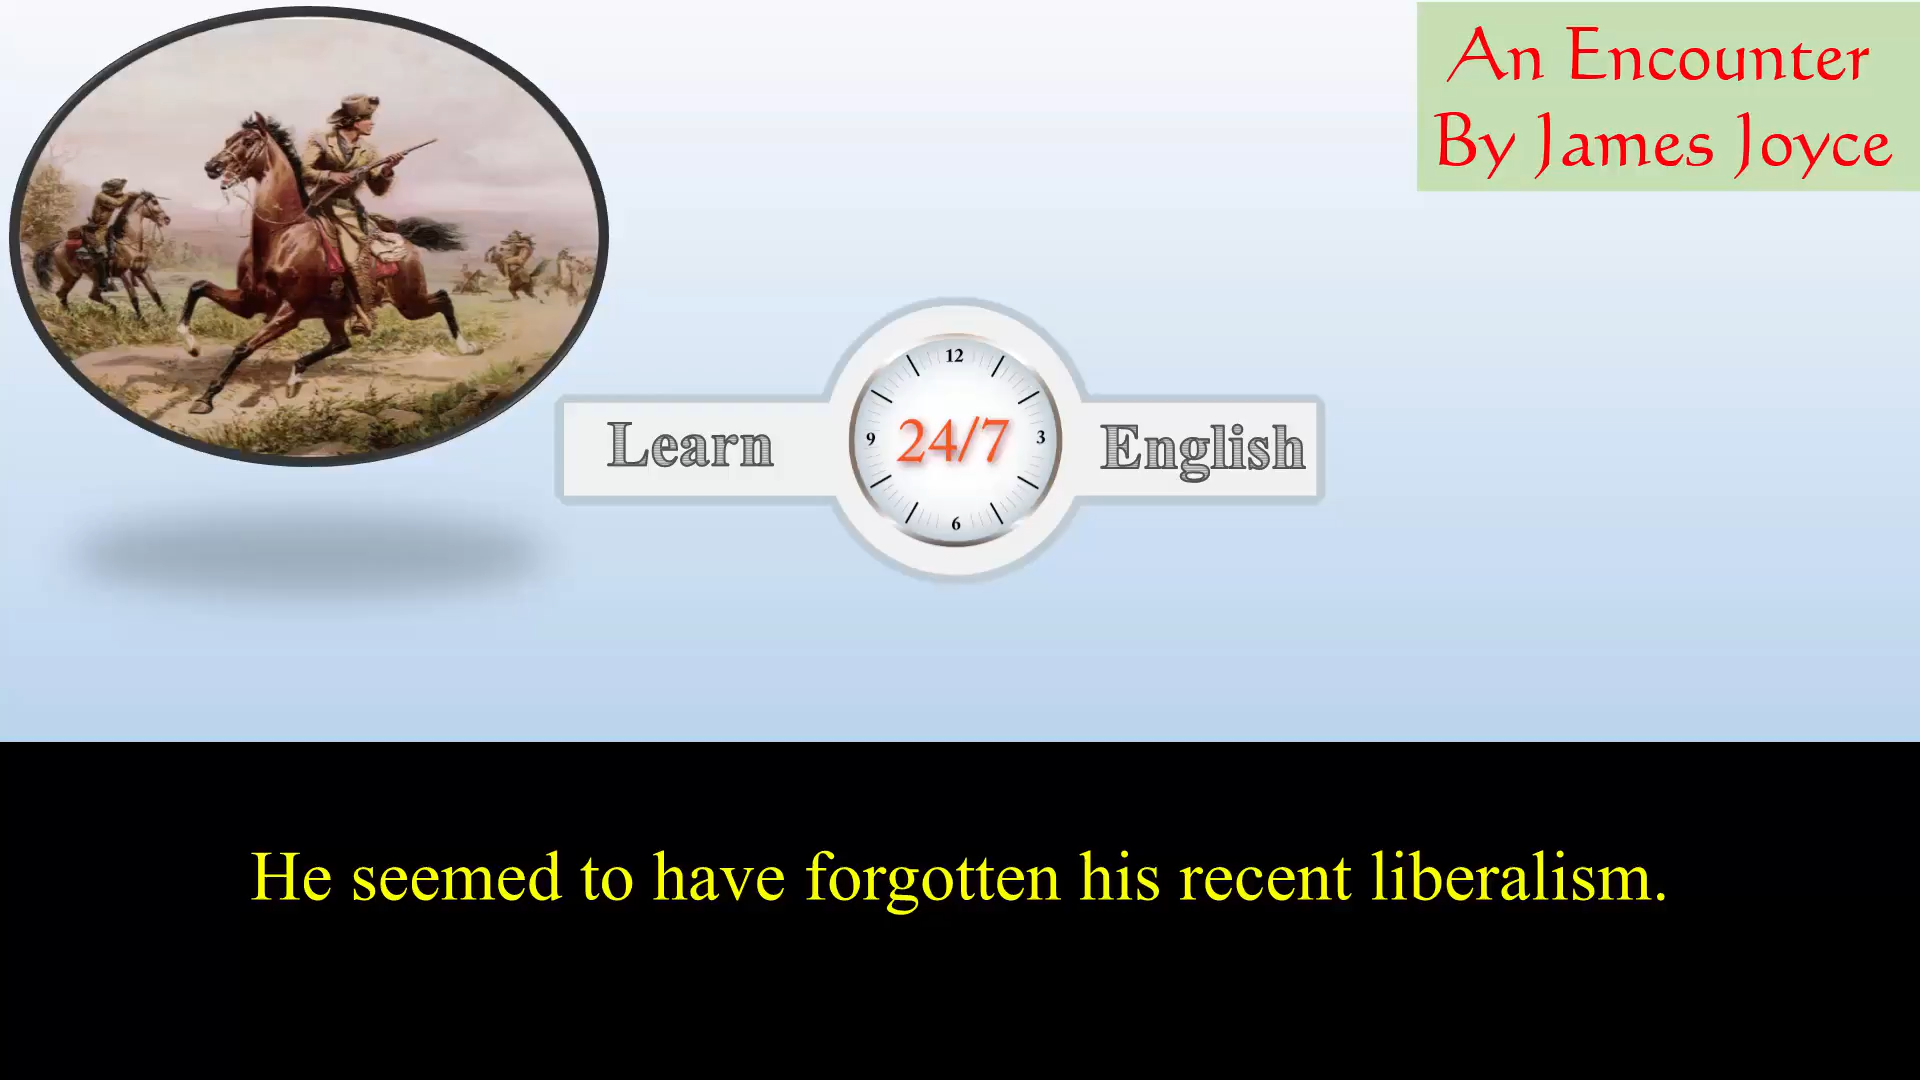 An Encounter
By James Joyce
Learn 24/7 English
12
9
3
6
He seemed to have forgotten his recent liberalism.